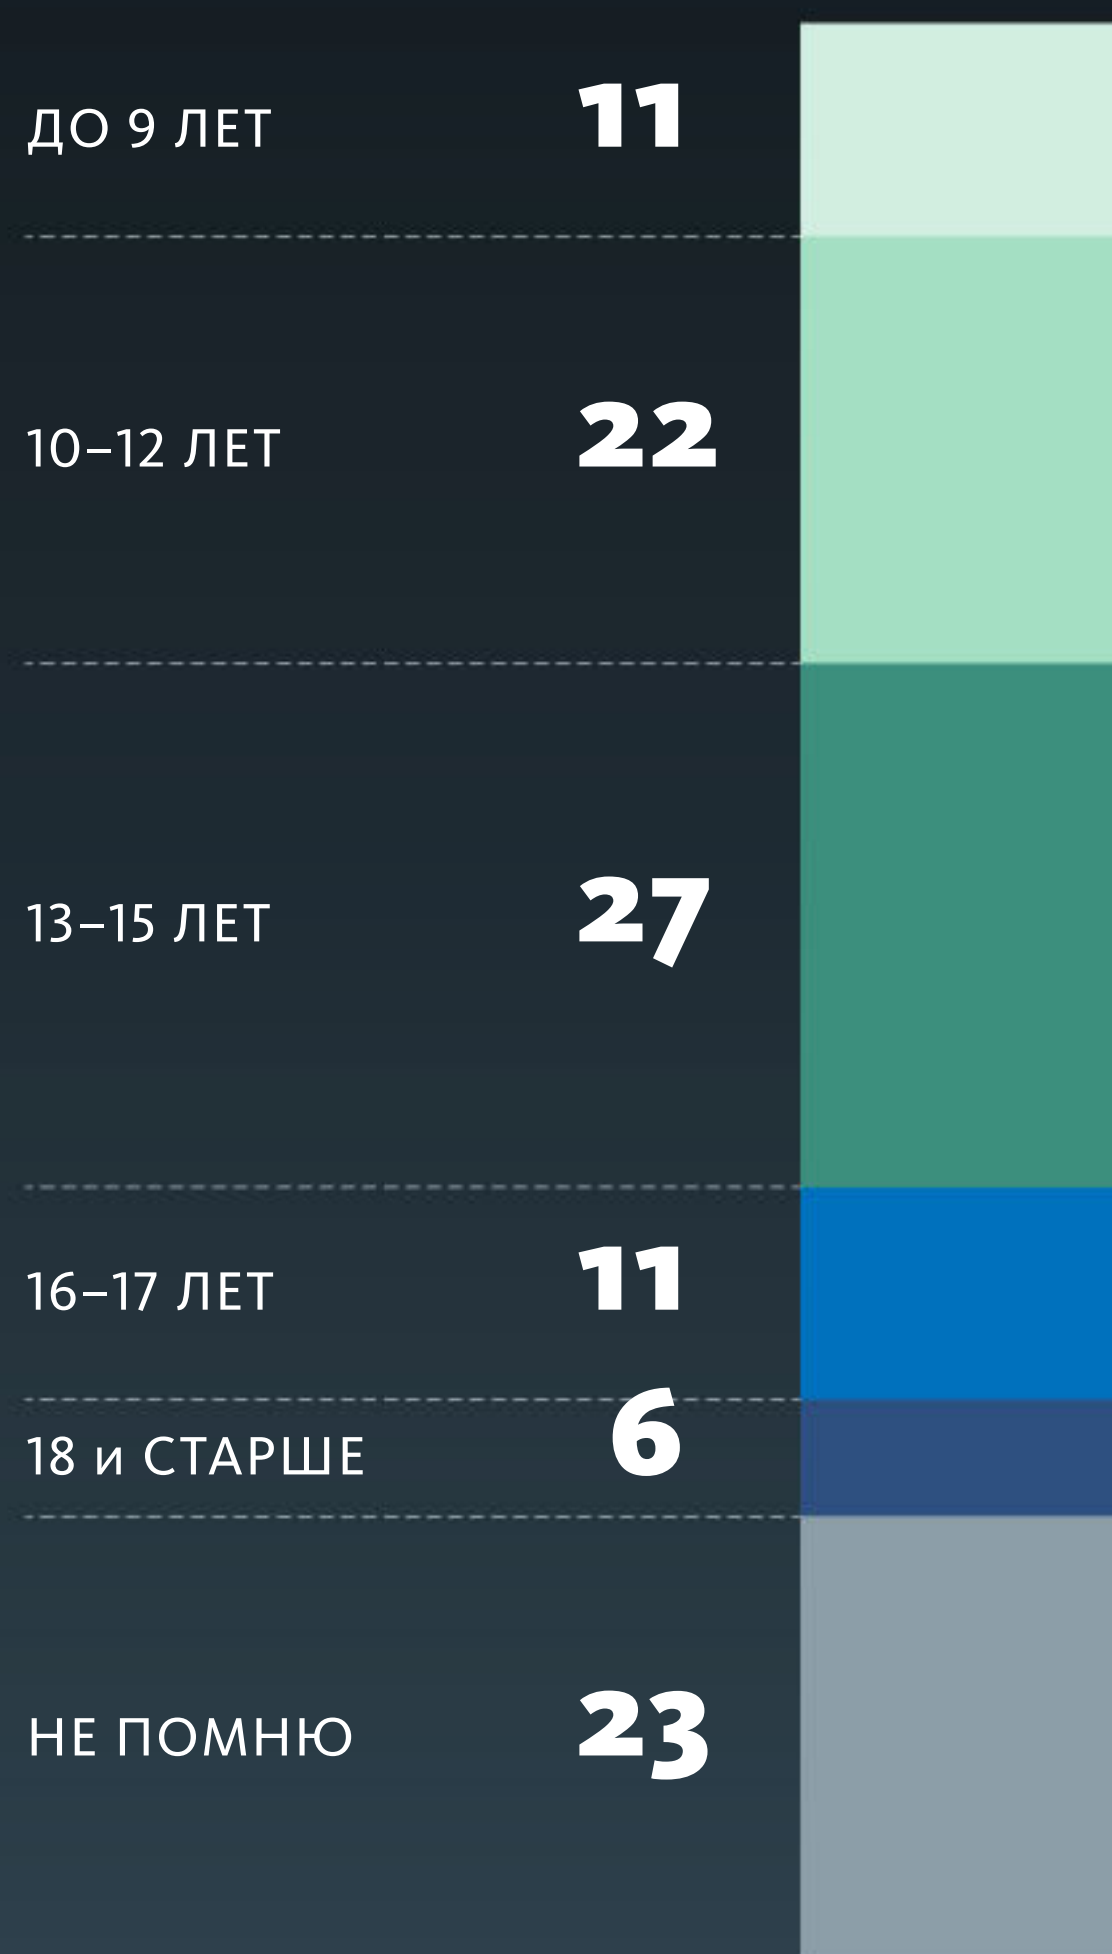 ДО 9 ЛЕТ 11
10–12 ЛЕТ 22
13–15 ЛЕТ 27
16–17 ЛЕТ 11
18 и СТАРШЕ 6
НЕ ПОМНЮ 23